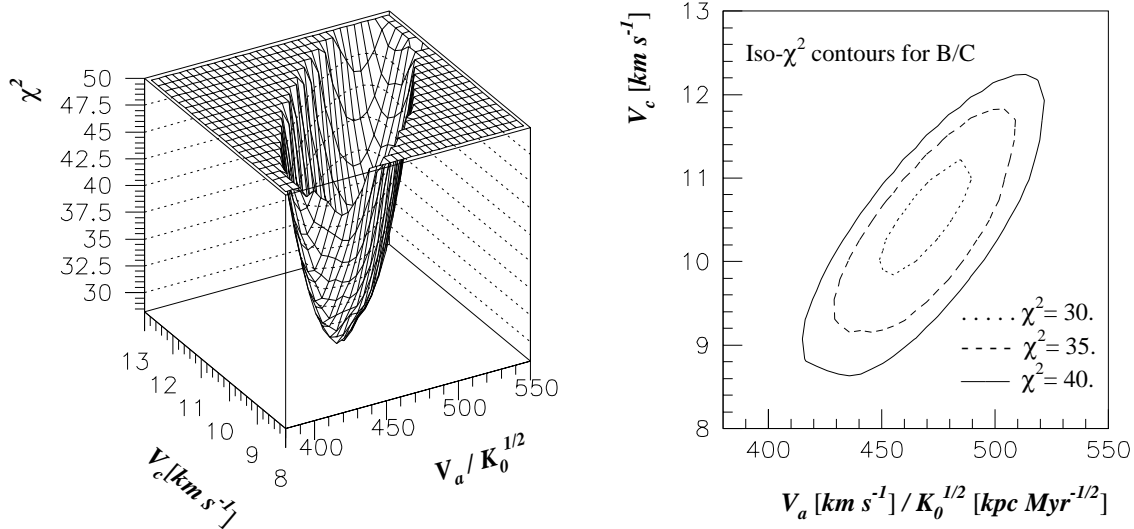 χ²
50
47.5
45
42.5
40
37.5
35
32.5
30
13
12
11
10
9
8
V_c [km s⁻¹]
400
450
500
550
V_a / K_0^{1/2}
V_c [km s⁻¹]
13
12
11
10
9
8
Iso-χ² contours for B/C
χ²= 30.
χ²= 35.
χ²= 40.
400 450 500 550
V_a [km s⁻¹] / K_0^{1/2} [kpc Myr^{-1/2}]